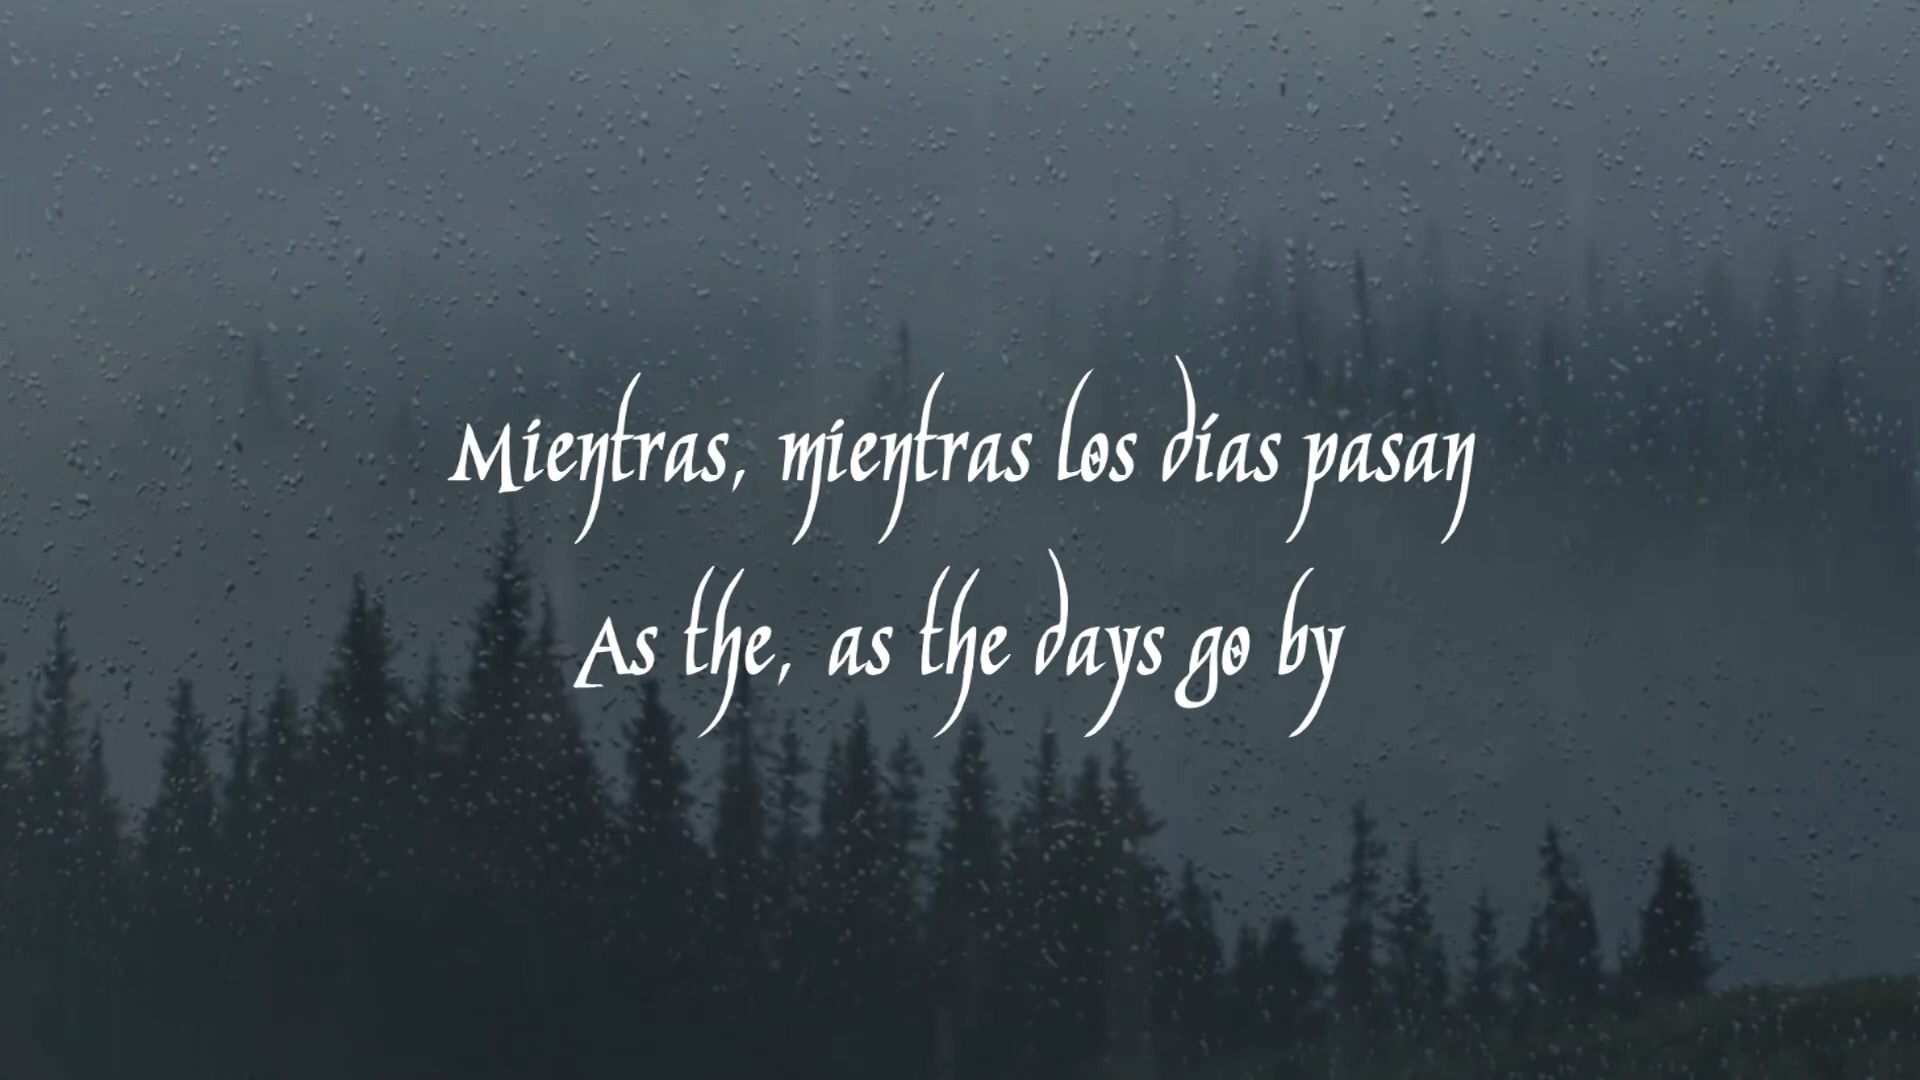 Mientras, mientras los días pasan
As the, as the days go by